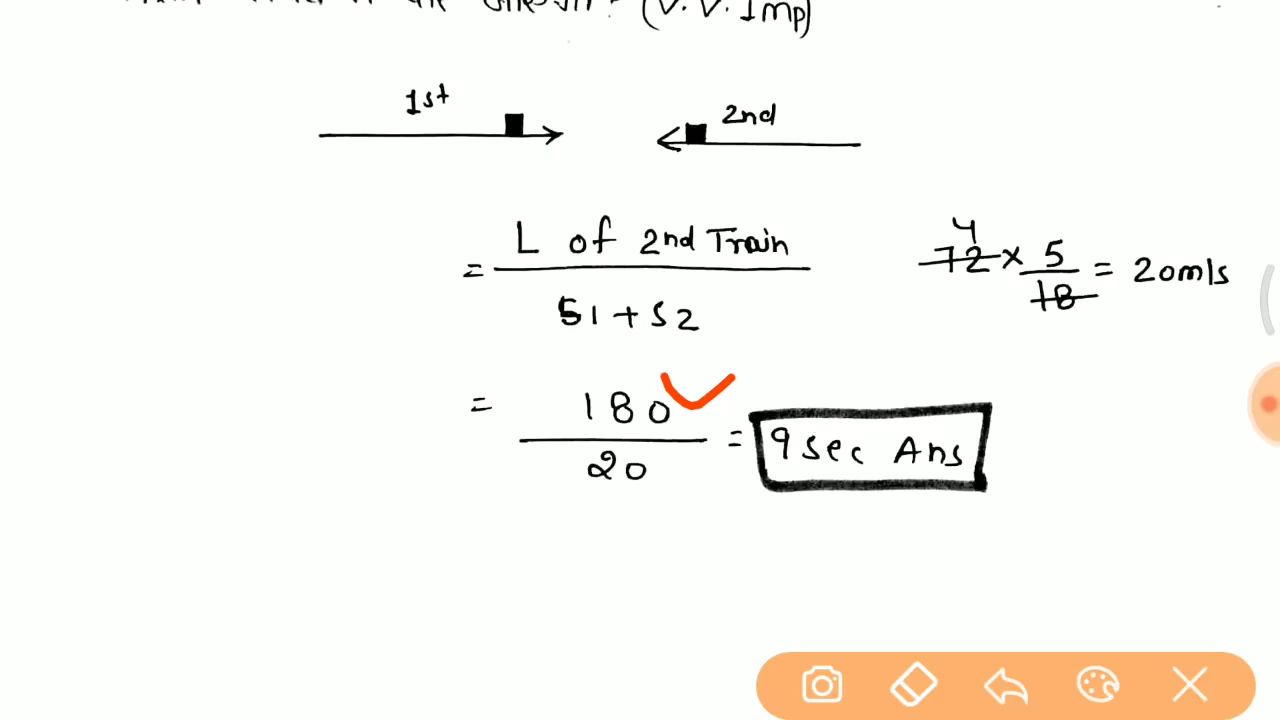 (V. V. Imp)
1st
2nd
= L of 2nd Train / S1 + S2
4
72 × 5/18 = 20m/s
= 180/20 = 9 sec Ans